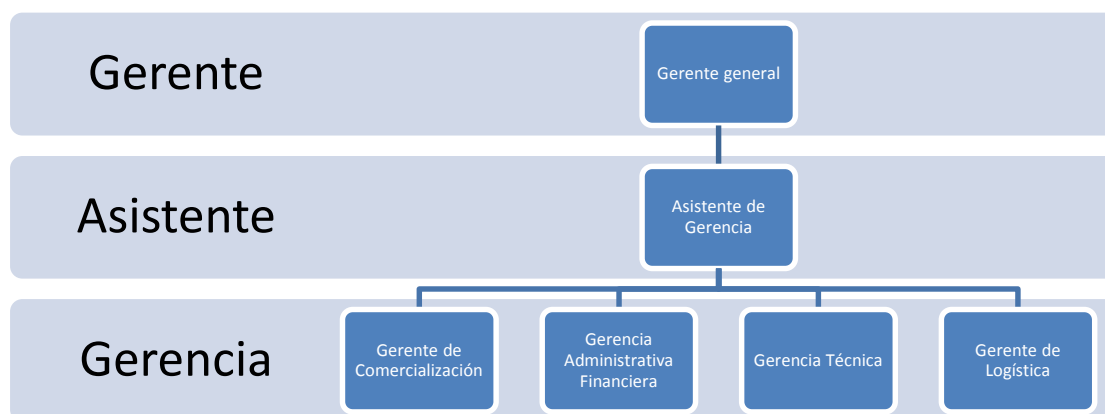 Gerente
Gerente general
Asistente
Asistente de
Gerencia
Gerencia
Gerente de
Comercialización
Gerencia
Administrativa
Financiera
Gerencia Técnica
Gerente de
Logística